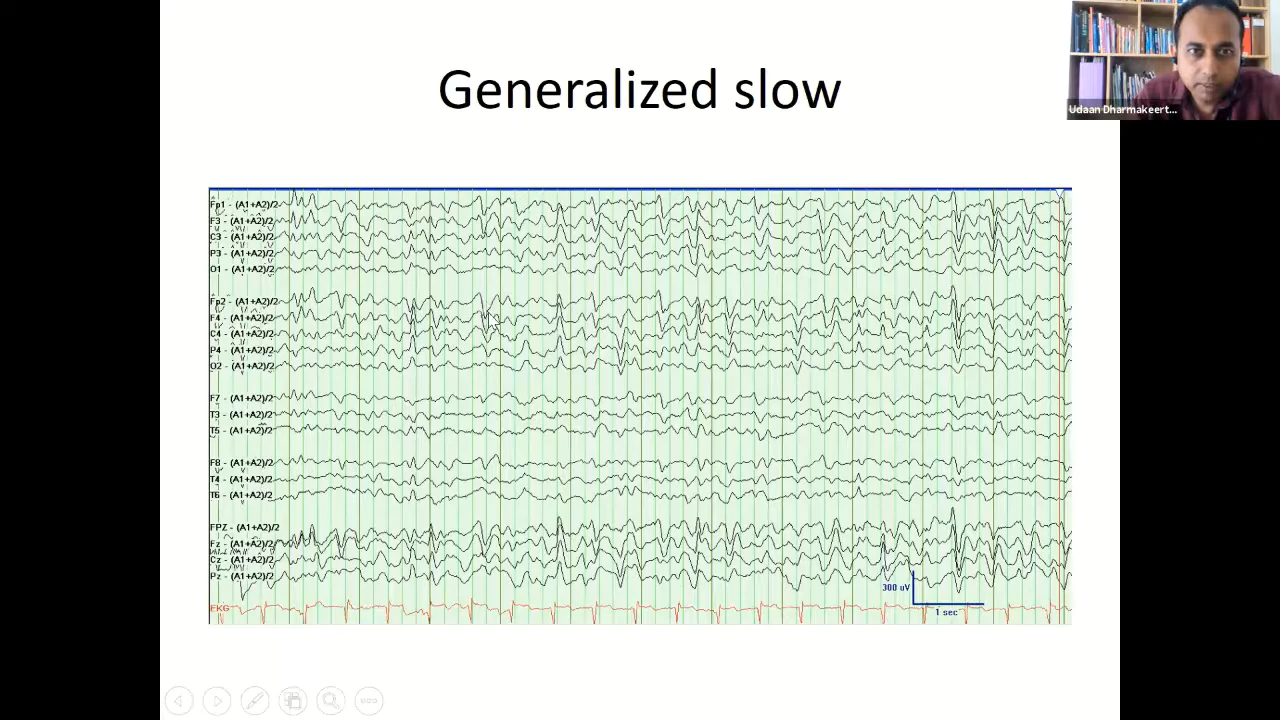 Generalized slow
Udaan Dharmakeert...
Fp1 - (A1+A2)/2
F3 - (A1+A2)/2
C3 - (A1+A2)/2
P3 - (A1+A2)/2
O1 - (A1+A2)/2
Fp2 - (A1+A2)/2
F4 - (A1+A2)/2
C4 - (A1+A2)/2
P4 - (A1+A2)/2
O2 - (A1+A2)/2
F7 - (A1+A2)/2
T3 - (A1+A2)/2
T5 - (A1+A2)/2
F8 - (A1+A2)/2
T4 - (A1+A2)/2
T6 - (A1+A2)/2
FPZ - (A1+A2)/2
Fz - (A1+A2)/2
Cz - (A1+A2)/2
Pz - (A1+A2)/2
EKG
300 uV
1 sec